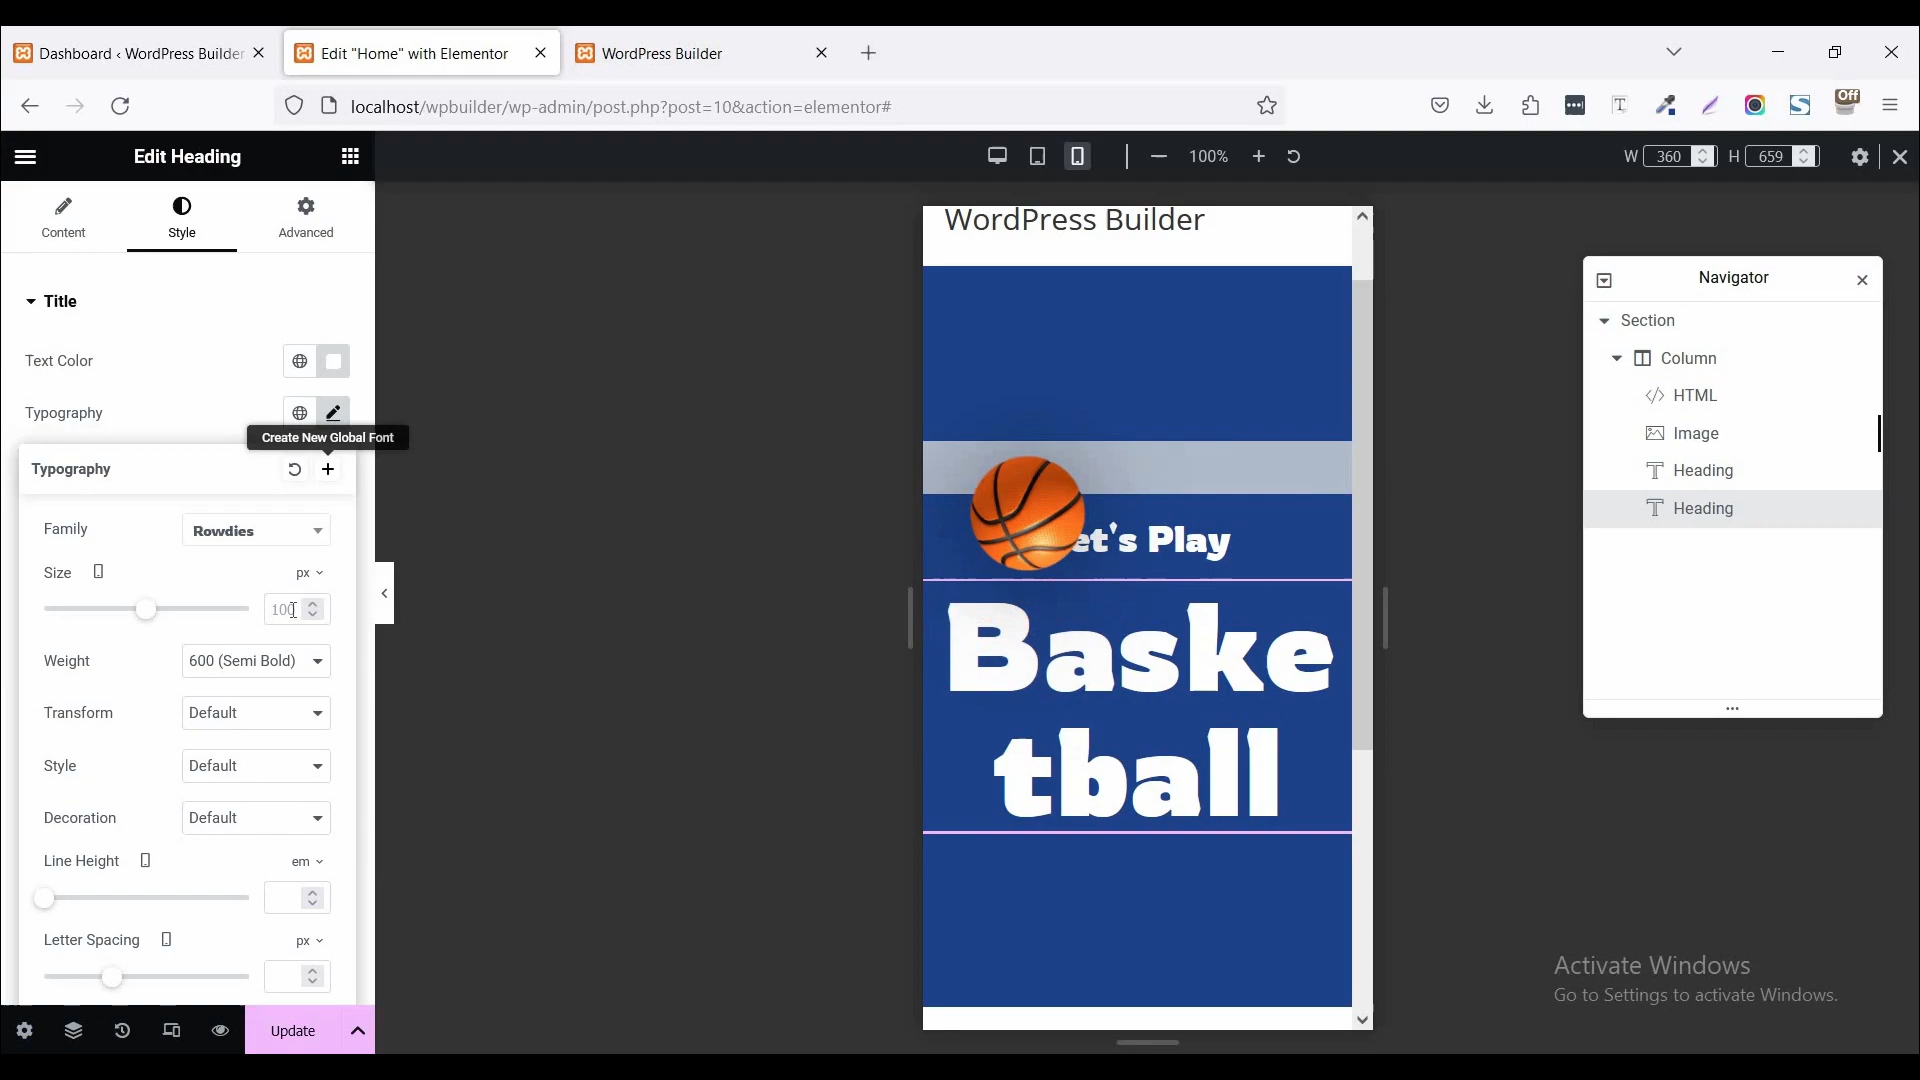 Dashboard ‹ WordPress Builder
Edit "Home" with Elementor
WordPress Builder
localhost/wpbuilder/wp-admin/post.php?post=10&action=elementor#
Off
Edit Heading
100%
W 360 H 659
Content
Style
Advanced
WordPress Builder
Title
Text Color
Typography
Create New Global Font
Typography
Family
Rowdies
Size
px
100
Weight
600 (Semi Bold)
Transform
Default
Style
Default
Decoration
Default
Line Height
em
Letter Spacing
px
Update
et's Play
Baske
tball
Navigator
Section
Column
HTML
Image
Heading
Heading
Activate Windows
Go to Settings to activate Windows.